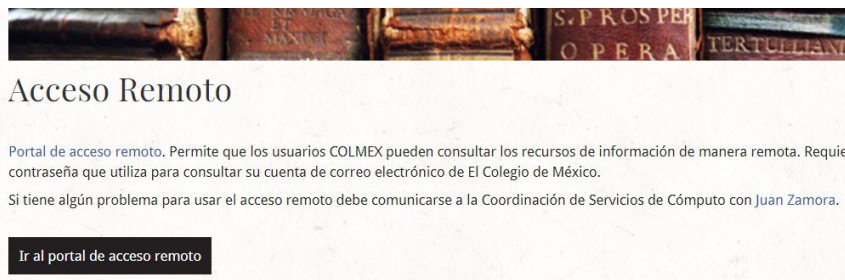 ET
S. PROSPER
OPERA
Acceso Remoto
Portal de acceso remoto. Permite que los usuarios COLMEX pueden consultar los recursos de información de manera remota.
contraseña que utiliza para consultar su cuenta de correo electrónico de El Colegio de México.
Si tiene algún problema para usar el acceso remoto debe comunicarse a la Coordinación de Servicios de Cómputo con Juan Zamora.
Ir al portal de acceso remoto